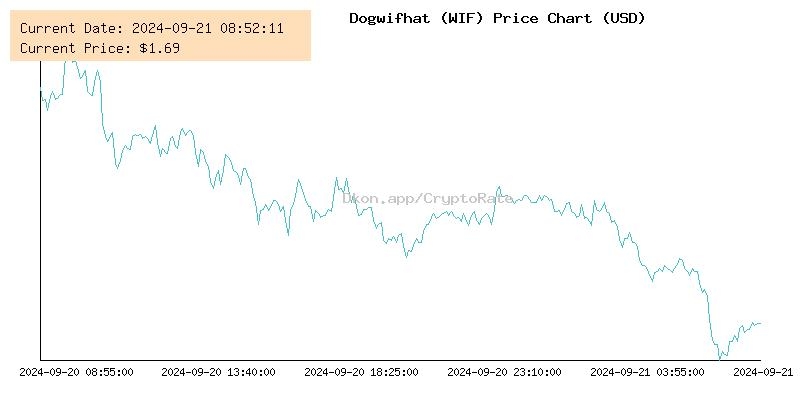 Dogwifhat (WIF) Price Chart (USD)
Current Date: 2024-09-21 08:52:11
Current Price: $1.69
Dkon.app/CryptoRate
2024-09-20 08:55:00 2024-09-20 13:40:00 2024-09-20 18:25:00 2024-09-20 23:10:00 2024-09-21 03:55:00 2024-09-21